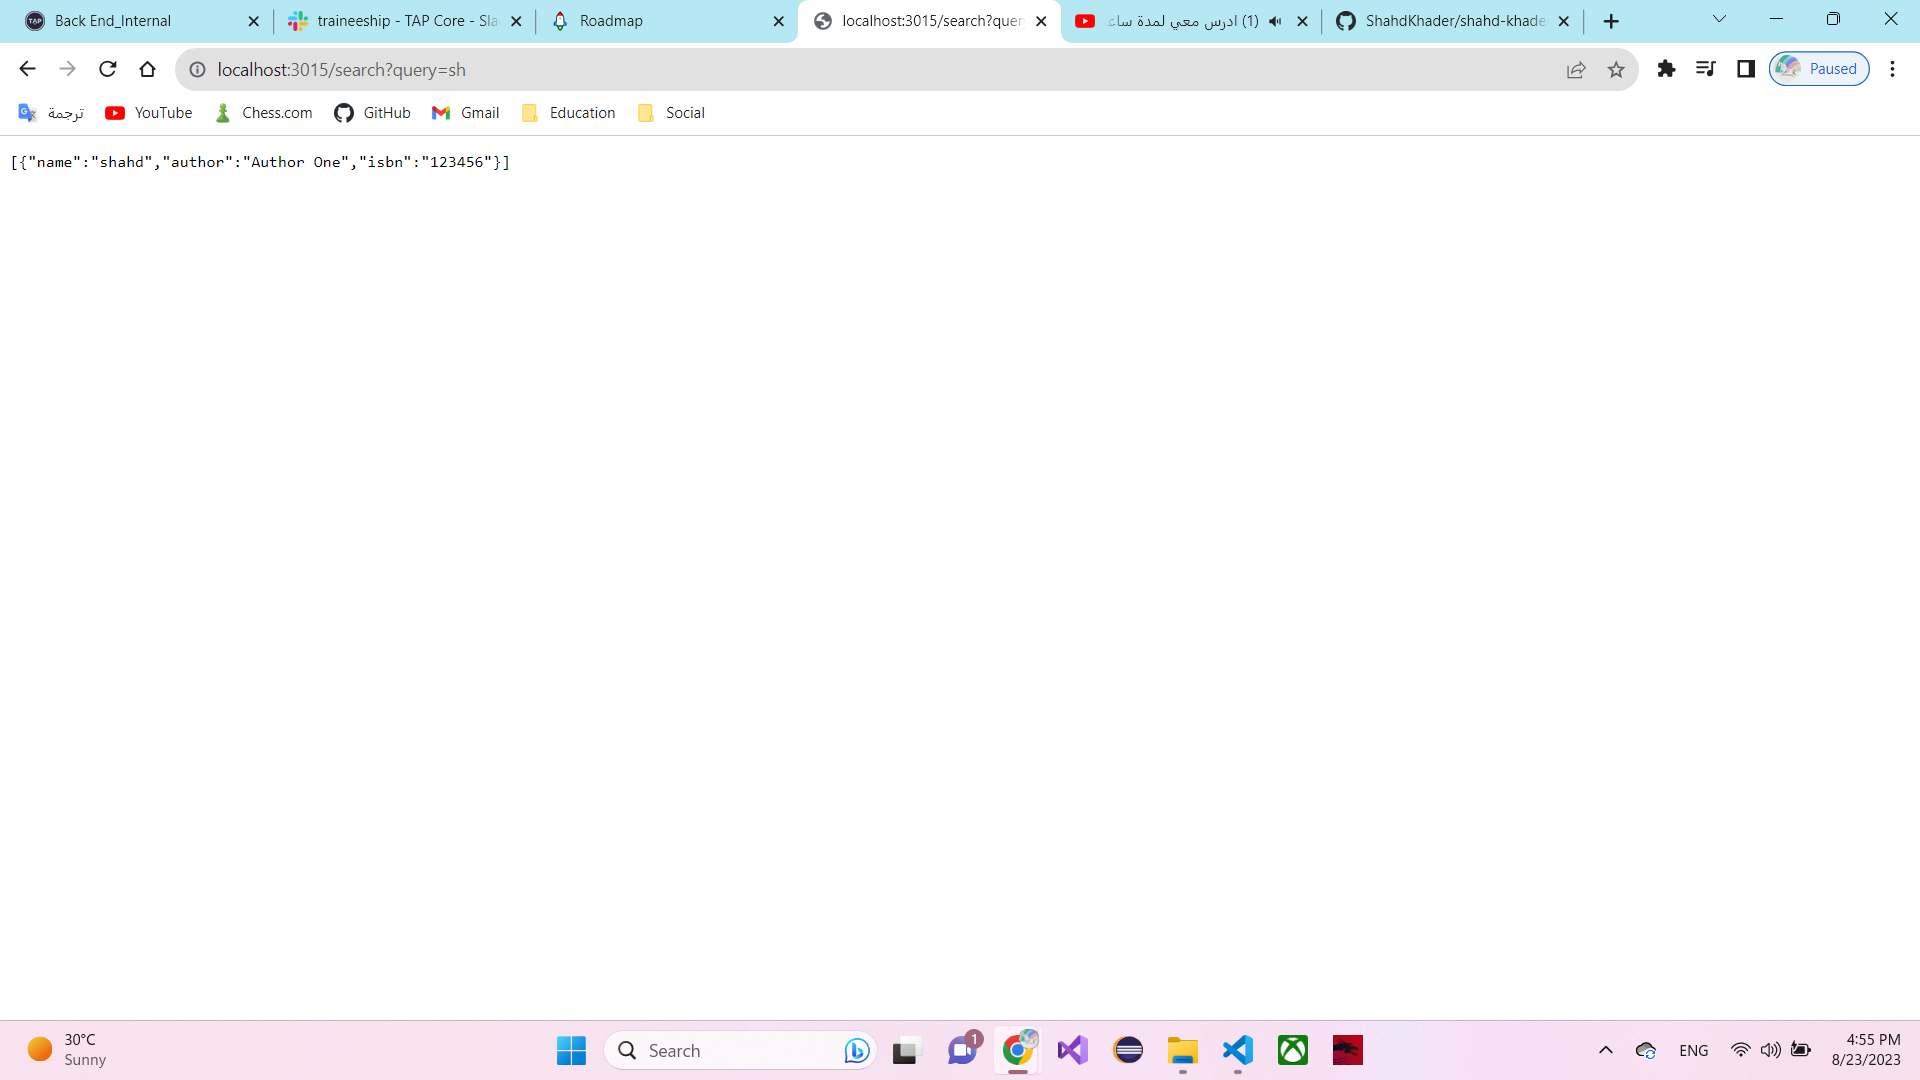 Back End_Internal
traineeship - TAP Core - Sla
Roadmap
localhost:3015/search?quer
(1) ادرس معي لمدة ساع
ShahdKhader/shahd-khade
localhost:3015/search?query=sh
Paused
ترجمة
YouTube
Chess.com
GitHub
Gmail
Education
Social
[{"name":"shahd","author":"Author One","isbn":"123456"}]
30°C
Sunny
Search
1
ENG
4:55 PM
8/23/2023